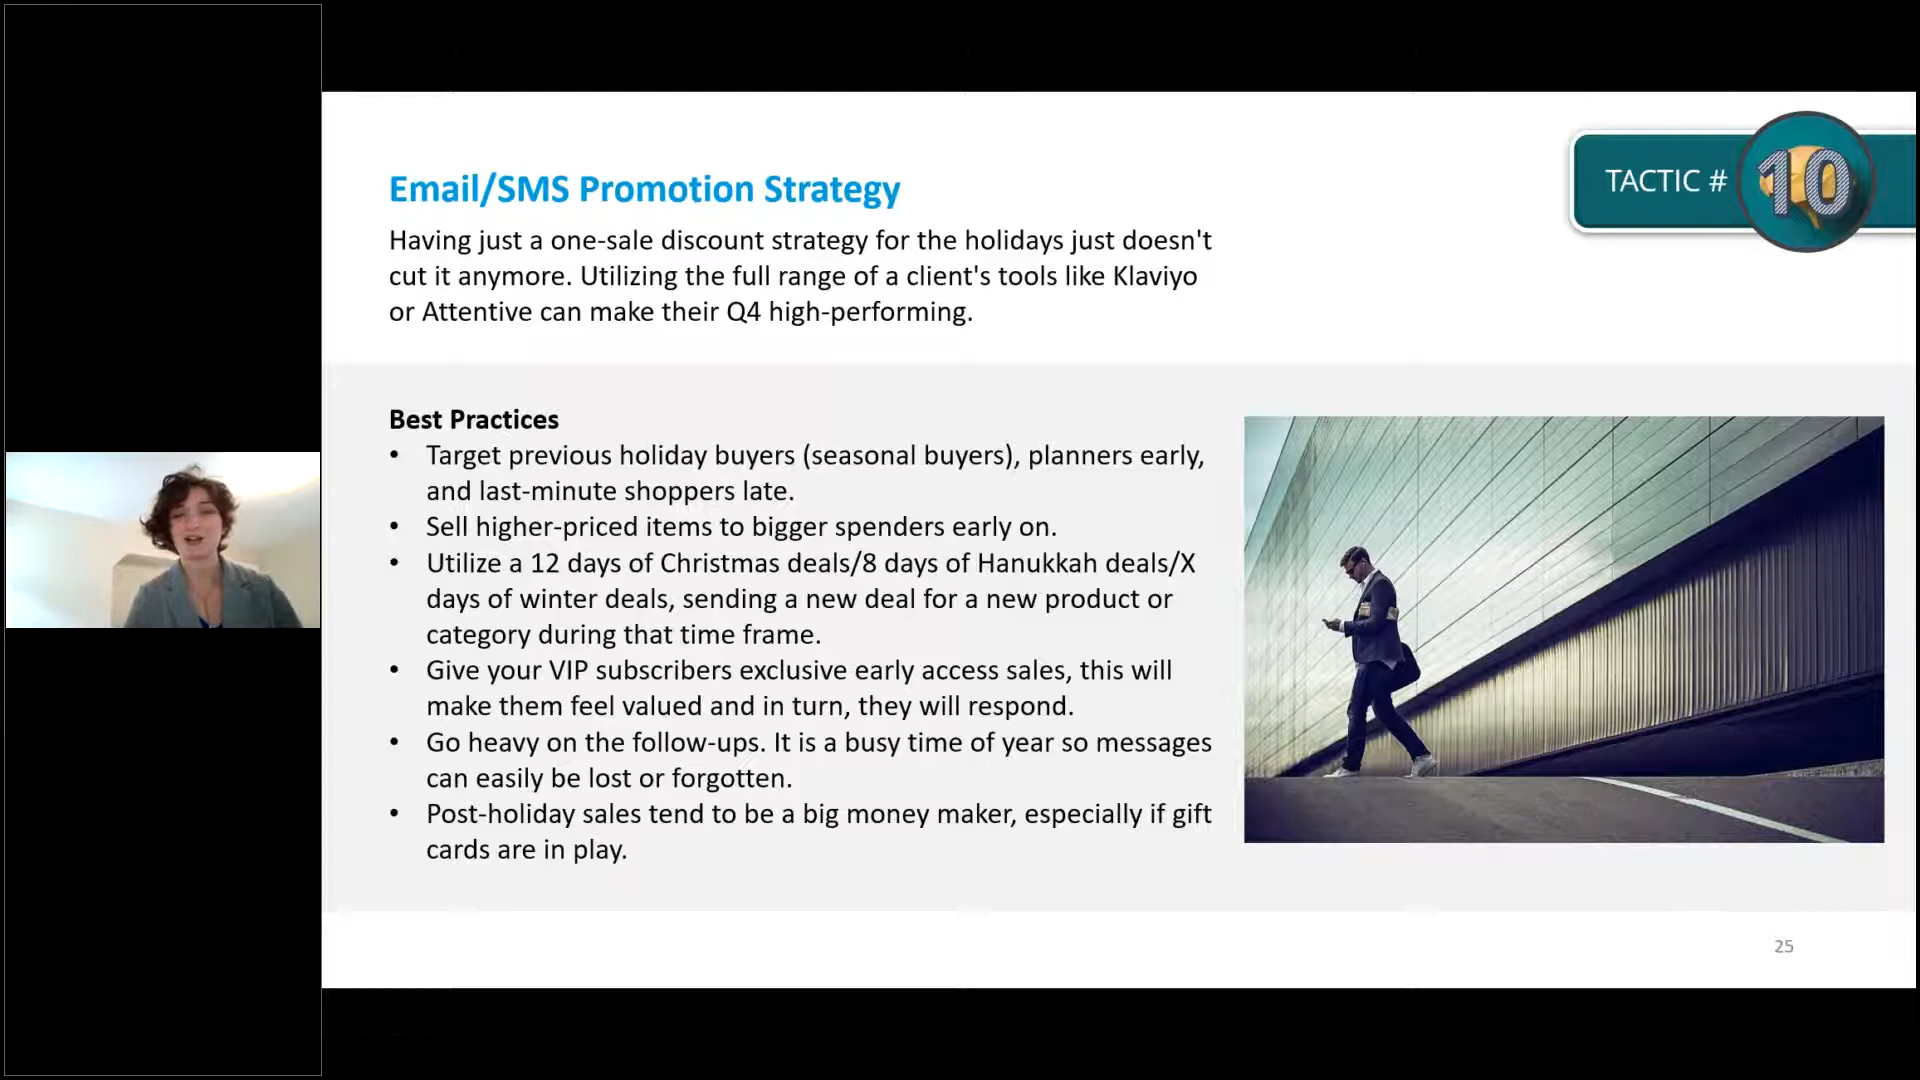 TACTIC # 10
Email/SMS Promotion Strategy
Having just a one-sale discount strategy for the holidays just doesn't
cut it anymore. Utilizing the full range of a client's tools like Klaviyo
or Attentive can make their Q4 high-performing.
Best Practices
• Target previous holiday buyers (seasonal buyers), planners early,
and last-minute shoppers late.
• Sell higher-priced items to bigger spenders early on.
• Utilize a 12 days of Christmas deals/8 days of Hanukkah deals/X
days of winter deals, sending a new deal for a new product or
category during that time frame.
• Give your VIP subscribers exclusive early access sales, this will
make them feel valued and in turn, they will respond.
• Go heavy on the follow-ups. It is a busy time of year so messages
can easily be lost or forgotten.
• Post-holiday sales tend to be a big money maker, especially if gift
cards are in play.
25